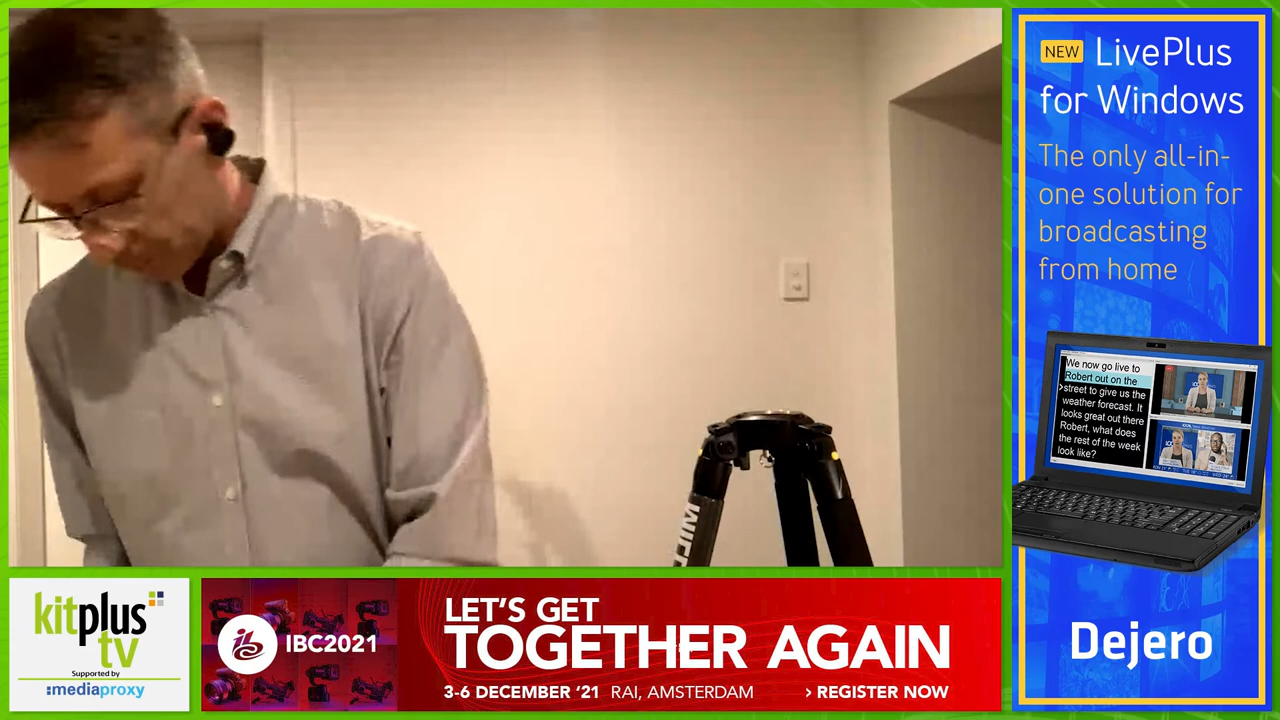 NEW LivePlus
for Windows
The only all-in-
one solution for
broadcasting
from home
We now go live to
Robert out on the
street to give us the
weather forecast. It
looks great out there
Robert, what does
the rest of the week
look like?
Dejero
kitplus
tv
Supported by
:mediaproxy
IBC2021
LET'S GET
TOGETHER AGAIN
3-6 DECEMBER '21 RAI, AMSTERDAM › REGISTER NOW